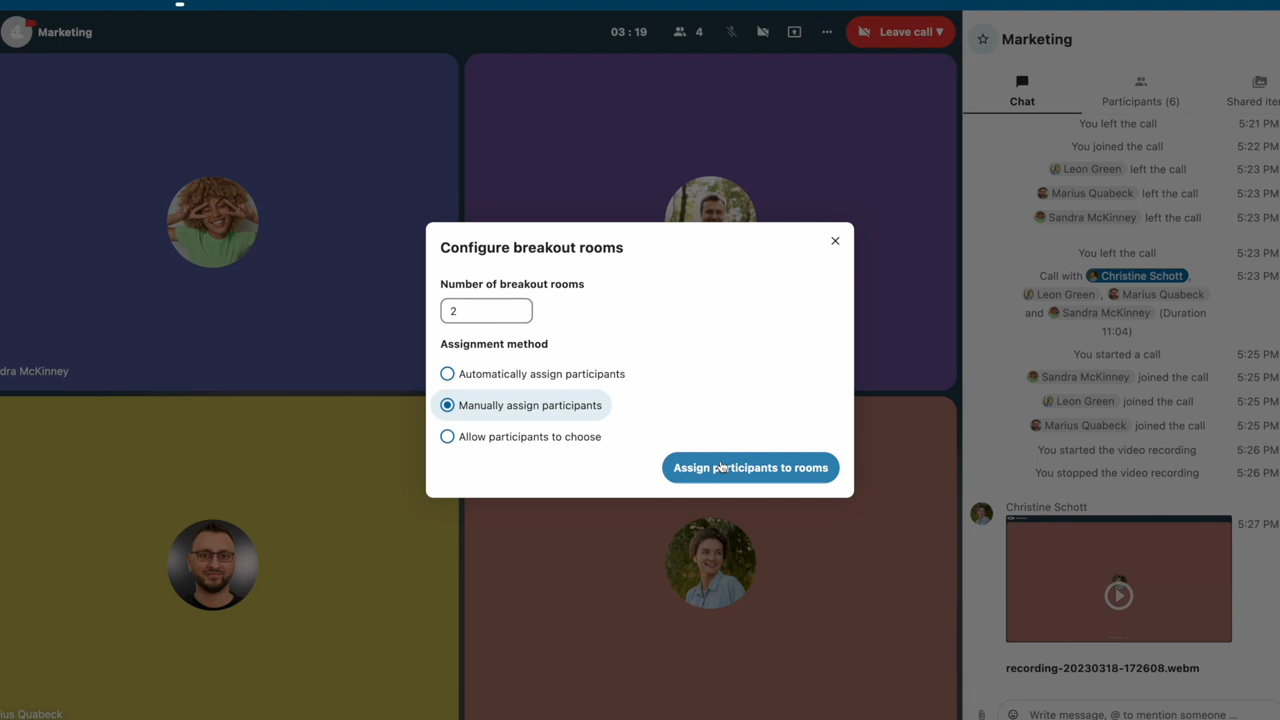 Marketing
03 : 19
4
Leave call ▾
dra McKinney
ius Quabeck
Configure breakout rooms
Number of breakout rooms
2
Assignment method
Automatically assign participants
Manually assign participants
Allow participants to choose
Assign participants to rooms
Marketing
Chat
Participants (6)
Shared ite
You left the call 5:21 PM
You joined the call 5:22 PM
Leon Green left the call 5:23 PM
Marius Quabeck left the call 5:23 PM
Sandra McKinney left the call 5:23 PM
You left the call 5:23 PM
Call with Christine Schott, 5:23 PM
Leon Green , Marius Quabeck
and Sandra McKinney (Duration
11:04)
You started a call 5:25 PM
Sandra McKinney joined the call 5:25 PM
Leon Green joined the call 5:25 PM
Marius Quabeck joined the call 5:25 PM
You started the video recording 5:26 PM
You stopped the video recording 5:26 PM
Christine Schott
5:27 PM
recording-20230318-172608.webm
Write message, @ to mention someone ...